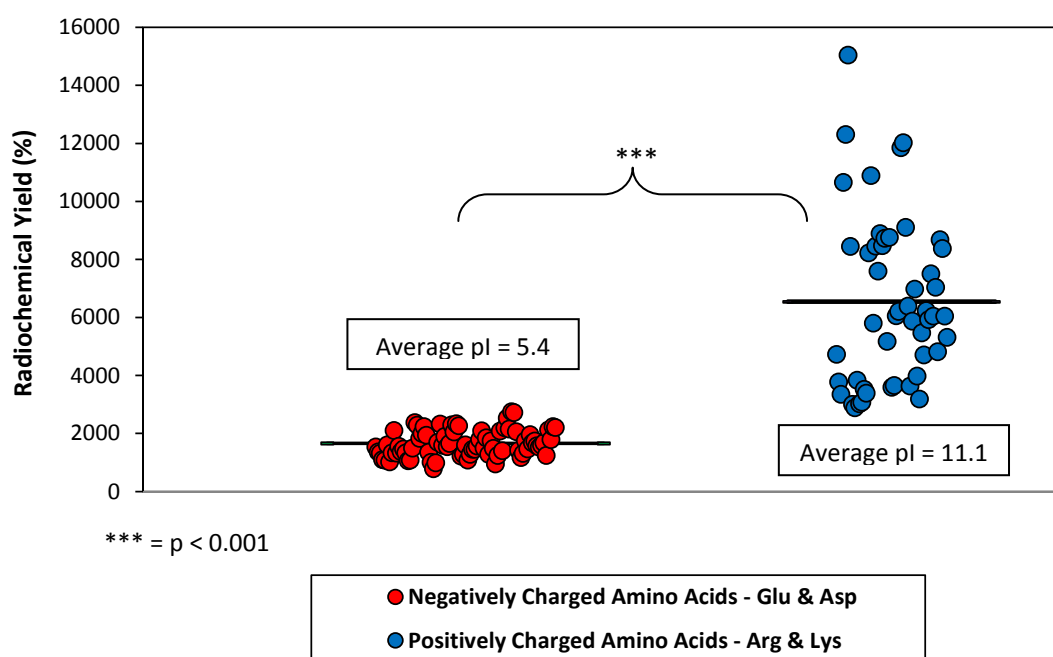 Radiochemical Yield (%)
16000
14000
12000
10000
8000
6000
4000
2000
0
***
Average pI = 5.4
Average pI = 11.1
*** = p < 0.001
Negatively Charged Amino Acids - Glu & Asp
Positively Charged Amino Acids - Arg & Lys